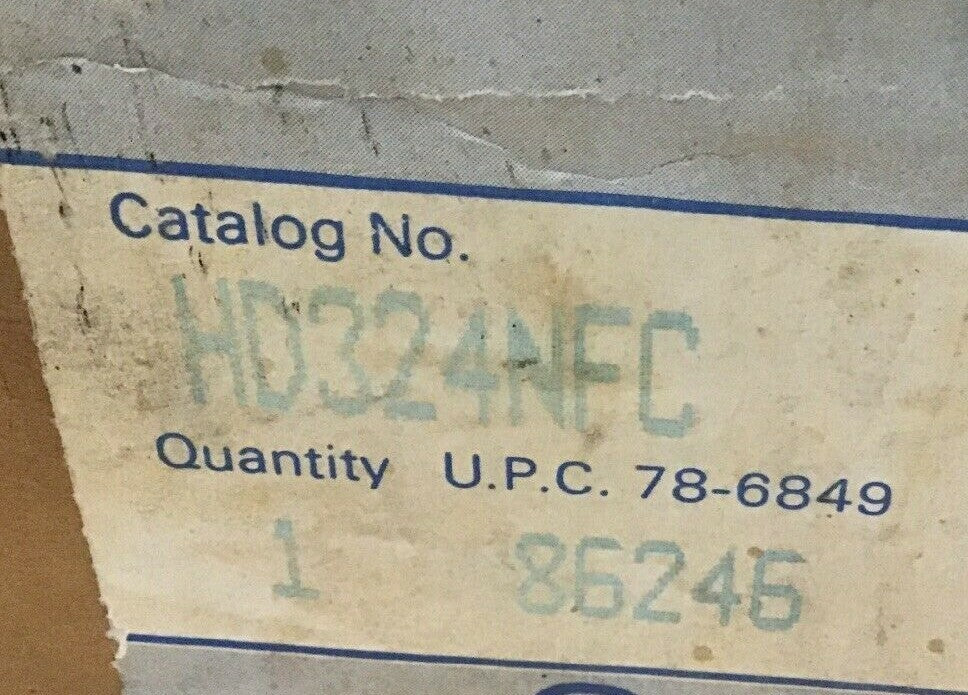 Catalog No.
HD324NFC
Quantity U.P.C. 78-6849
1 86246